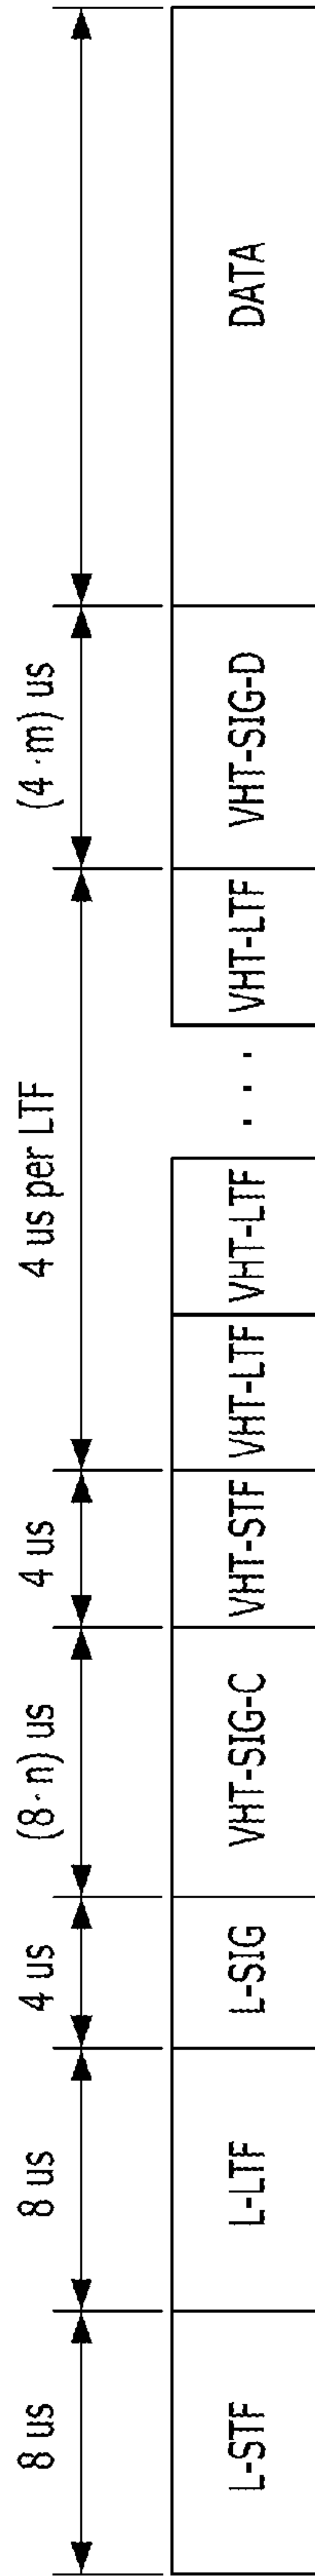 8 us
8 us
4 us
(8·n) us
4 us
4 us per LTF
(4·m) us
L-STF
L-LTF
L-SIG
VHT-SIG-C
VHT-STF
VHT-LTF
VHT-LTF
· · ·
VHT-LTF
VHT-SIG-D
DATA